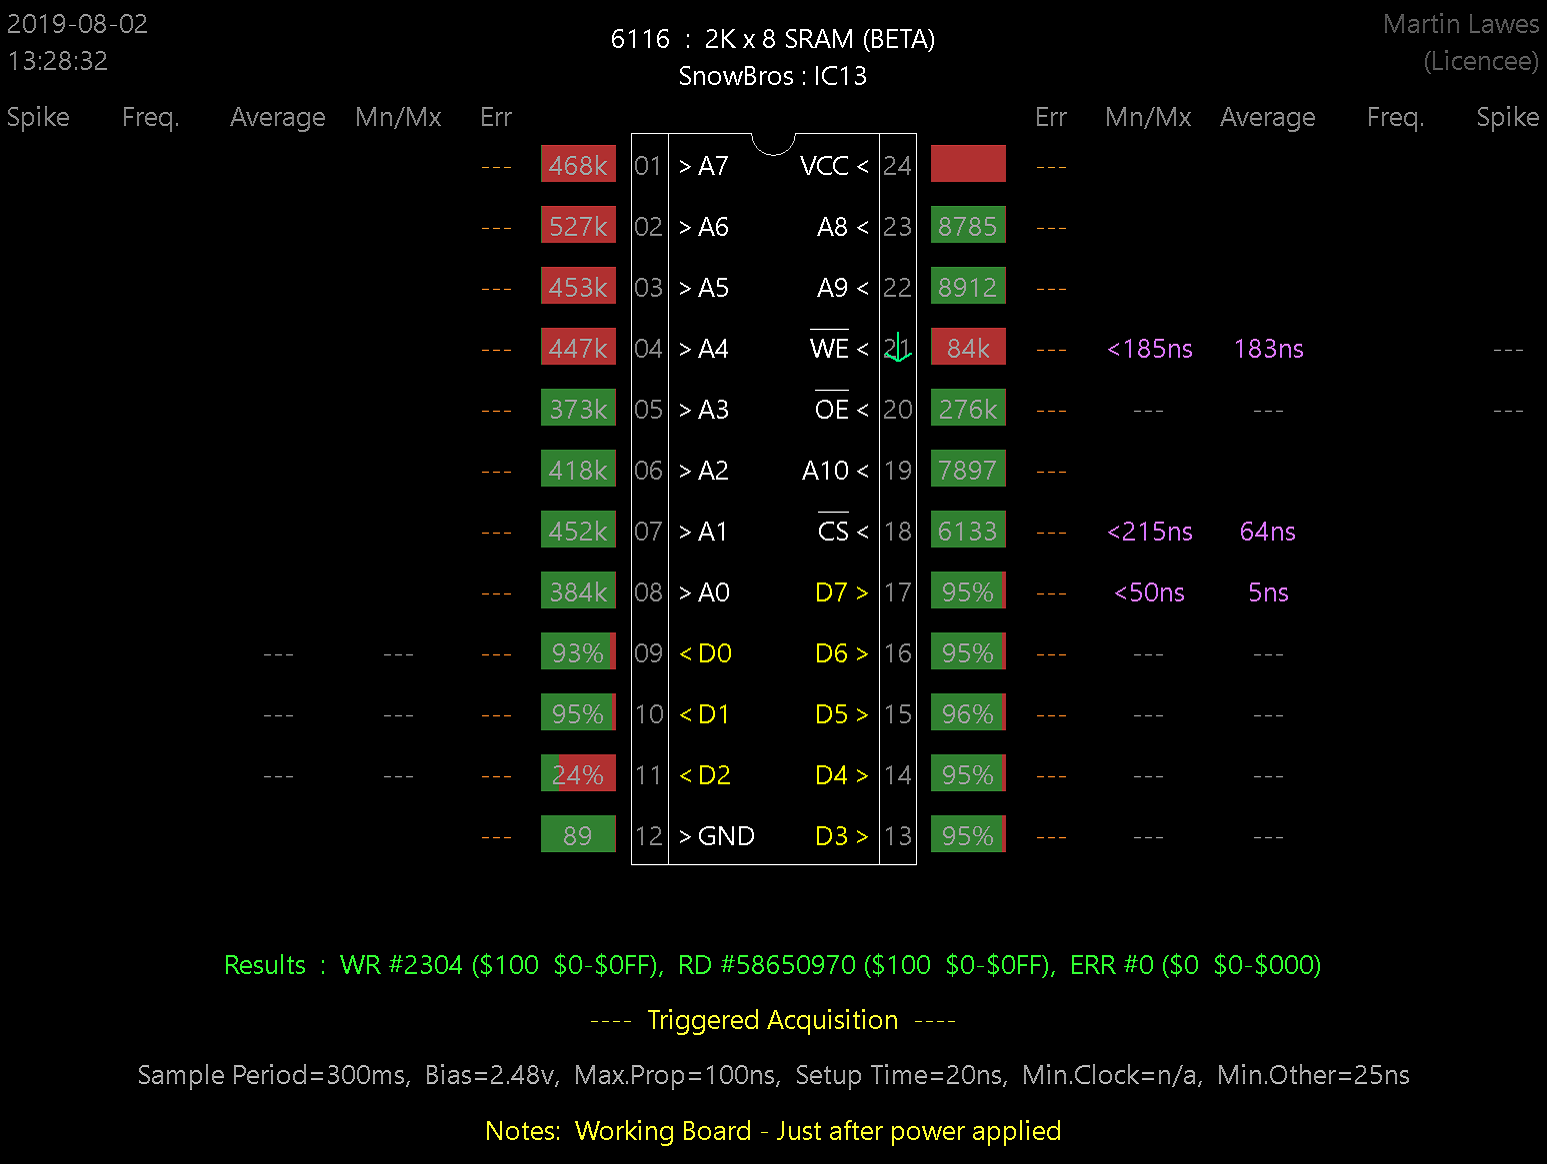 2019-08-02
13:28:32
6116 : 2K x 8 SRAM (BETA)
SnowBros : IC13
Martin Lawes
(Licencee)
Spike Freq. Average Mn/Mx Err Err Mn/Mx Average Freq. Spike
--- 468k 01 > A7 VCC < 24 ---
--- 527k 02 > A6 A8 < 23 8785 ---
--- 453k 03 > A5 A9 < 22 8912 ---
--- 447k 04 > A4 WE < 21 84k --- <185ns 183ns ---
--- 373k 05 > A3 OE < 20 276k --- --- --- ---
--- 418k 06 > A2 A10 < 19 7897 ---
--- 452k 07 > A1 CS < 18 6133 --- <215ns 64ns
--- 384k 08 > A0 D7 > 17 95% --- <50ns 5ns
--- --- --- 93% 09 < D0 D6 > 16 95% --- --- ---
--- --- --- 95% 10 < D1 D5 > 15 96% --- --- ---
--- --- --- 24% 11 < D2 D4 > 14 95% --- --- ---
--- 89 12 > GND D3 > 13 95% --- --- ---
Results : WR #2304 ($100 $0-$0FF), RD #58650970 ($100 $0-$0FF), ERR #0 ($0 $0-$000)
---- Triggered Acquisition ----
Sample Period=300ms, Bias=2.48v, Max.Prop=100ns, Setup Time=20ns, Min.Clock=n/a, Min.Other=25ns
Notes: Working Board - Just after power applied